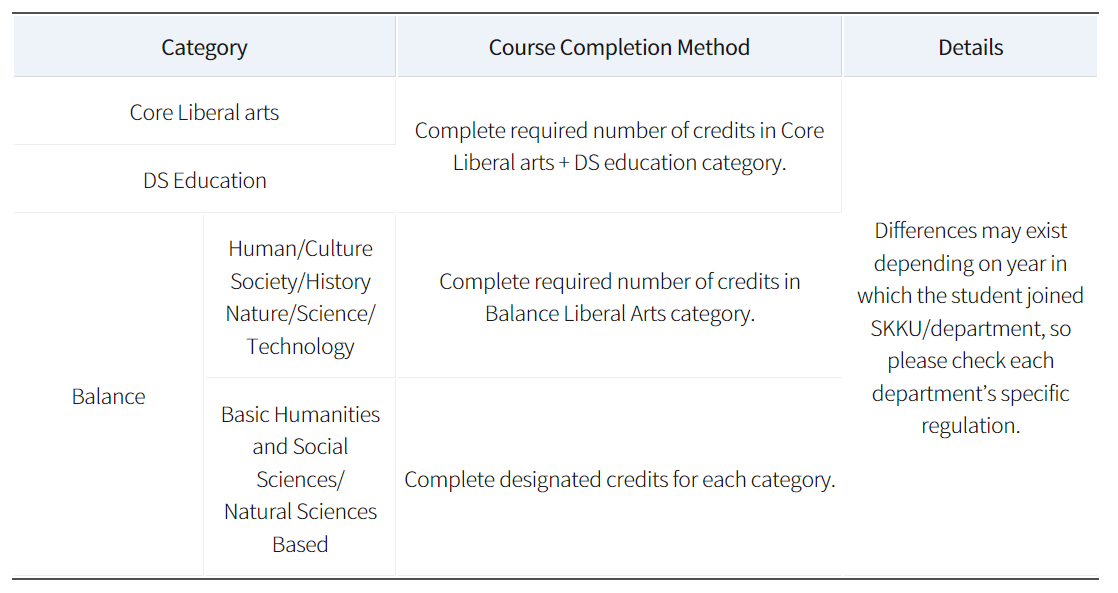 Category
Course Completion Method
Details
Core Liberal arts
DS Education
Complete required number of credits in Core
Liberal arts + DS education category.
Balance
Human/Culture
Society/History
Nature/Science/
Technology
Complete required number of credits in
Balance Liberal Arts category.
Basic Humanities
and Social
Sciences/
Natural Sciences
Based
Complete designated credits for each category.
Differences may exist
depending on year in
which the student joined
SKKU/department, so
please check each
department’s specific
regulation.